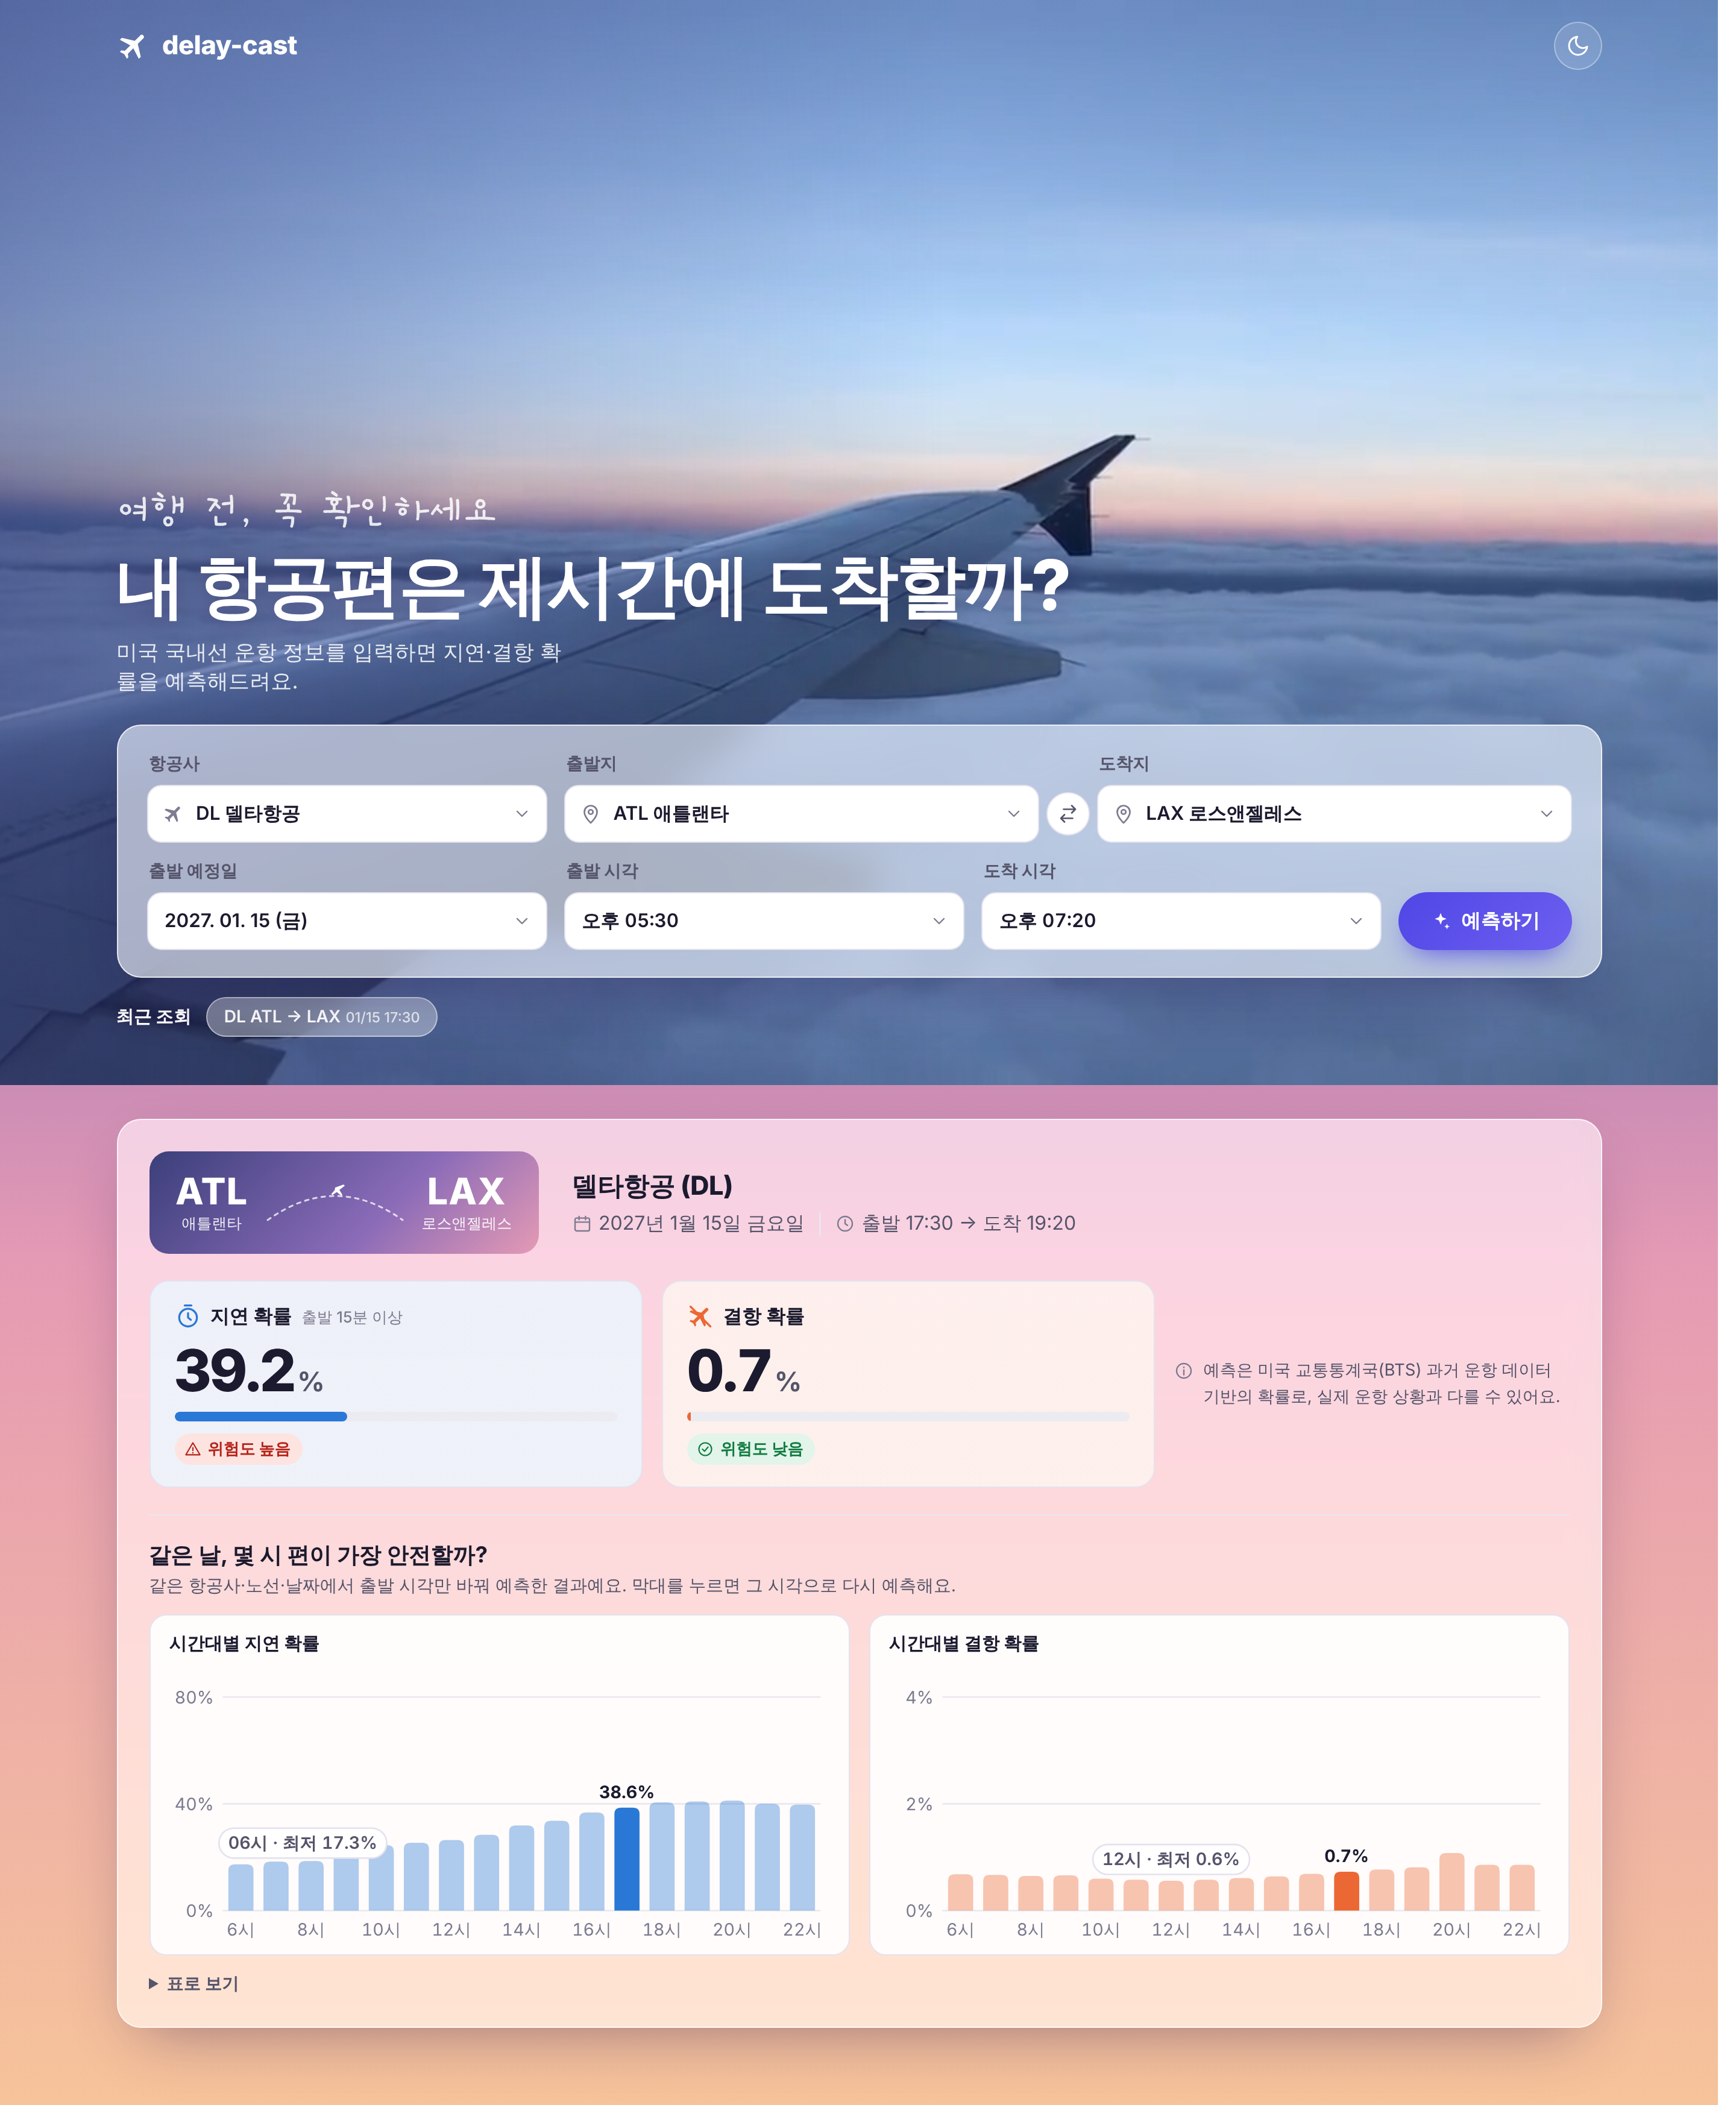 delay-cast
여행 전, 꼭 확인하세요
내 항공편은 제시간에 도착할까?
미국 국내선 운항 정보를 입력하면 지연·결항 확
률을 예측해드려요.
항공사 출발지 도착지
DL 델타항공 ATL 애틀랜타 LAX 로스앤젤레스
출발 예정일 출발 시각 도착 시각
2027. 01. 15 (금) 오후 05:30 오후 07:20 예측하기
최근 조회 DL ATL → LAX 01/15 17:30
ATL LAX
애틀랜타 로스앤젤레스
델타항공 (DL)
2027년 1월 15일 금요일 출발 17:30 → 도착 19:20
지연 확률 출발 15분 이상
39.2%
위험도 높음
결항 확률
0.7%
위험도 낮음
예측은 미국 교통통계국(BTS) 과거 운항 데이터
기반의 확률로, 실제 운항 상황과 다를 수 있어요.
같은 날, 몇 시 편이 가장 안전할까?
같은 항공사·노선·날짜에서 출발 시각만 바꿔 예측한 결과예요. 막대를 누르면 그 시각으로 다시 예측해요.
시간대별 지연 확률
80%
38.6%
40%
06시 · 최저 17.3%
0%
6시 8시 10시 12시 14시 16시 18시 20시 22시
시간대별 결항 확률
4%
2%
12시 · 최저 0.6% 0.7%
0%
6시 8시 10시 12시 14시 16시 18시 20시 22시
▶ 표로 보기